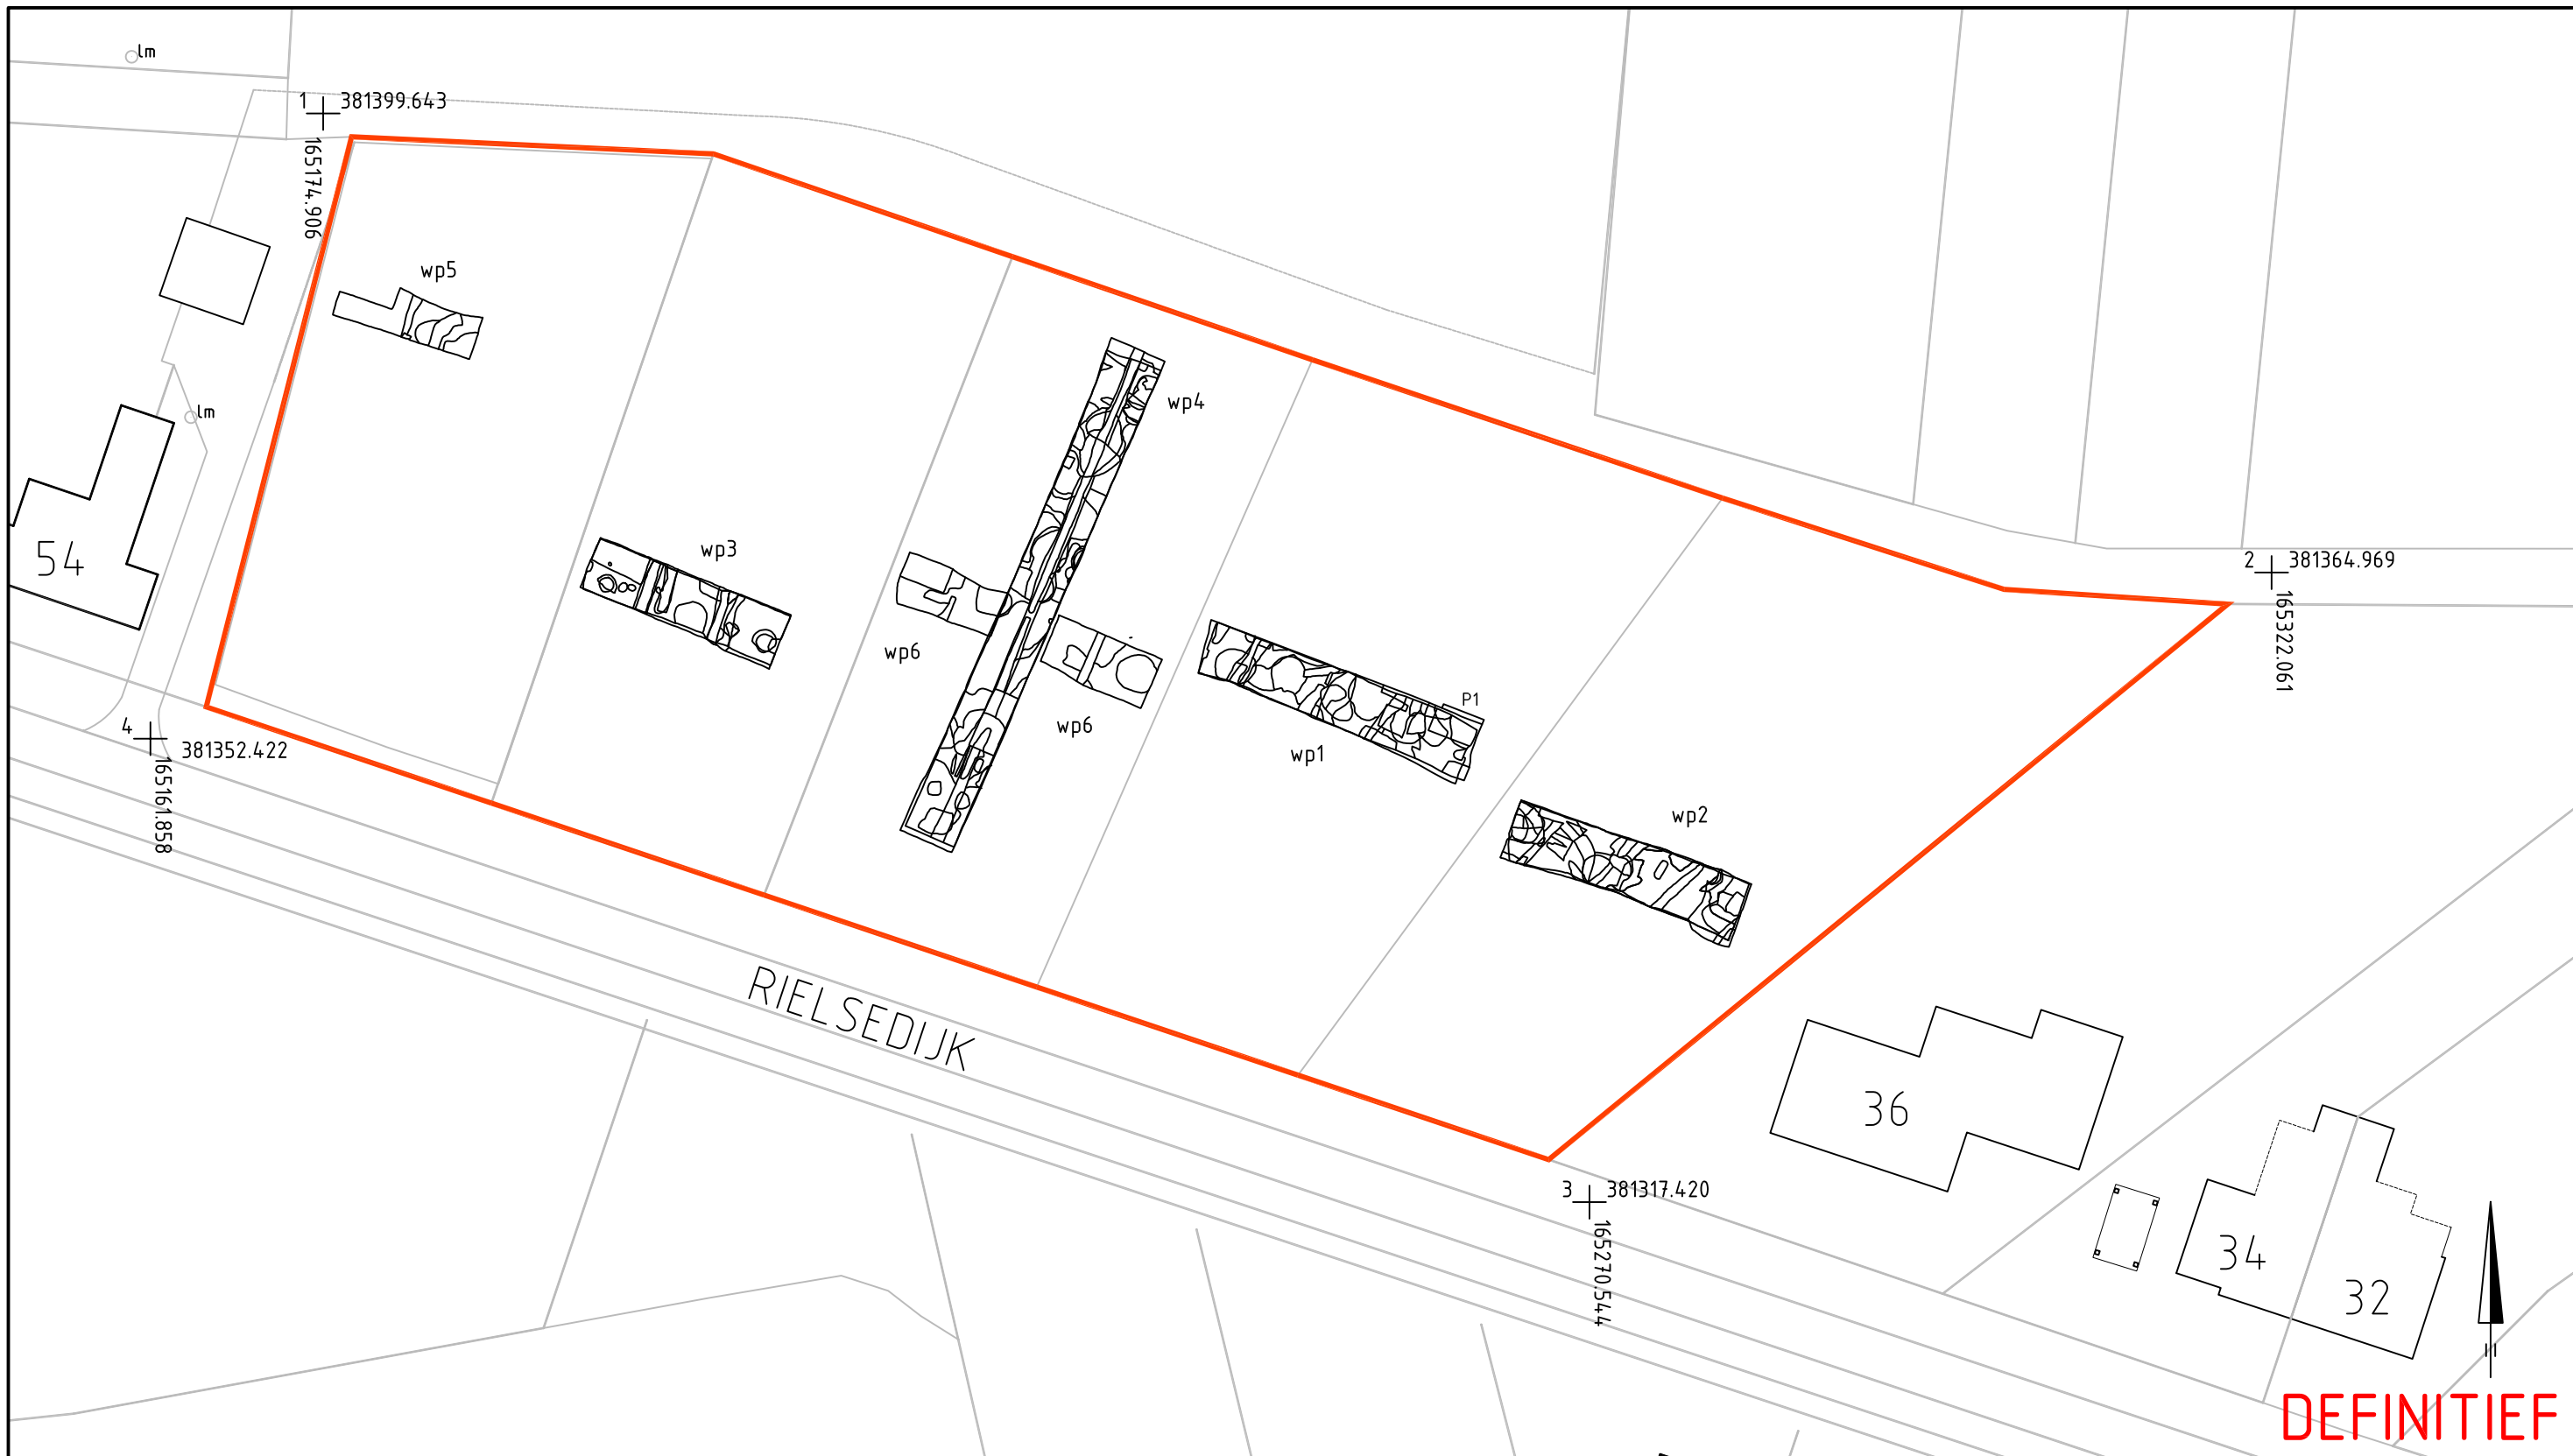 lm
1 381399.643
165174.906
wp5
wp4
lm
54
wp3
2 381364.969
165322.061
wp6
wp6
P1
wp1
4 381352.422
165161.858
wp2
RIELSEDIJK
36
3 381317.420
165270.544
34
32
DEFINITIEF